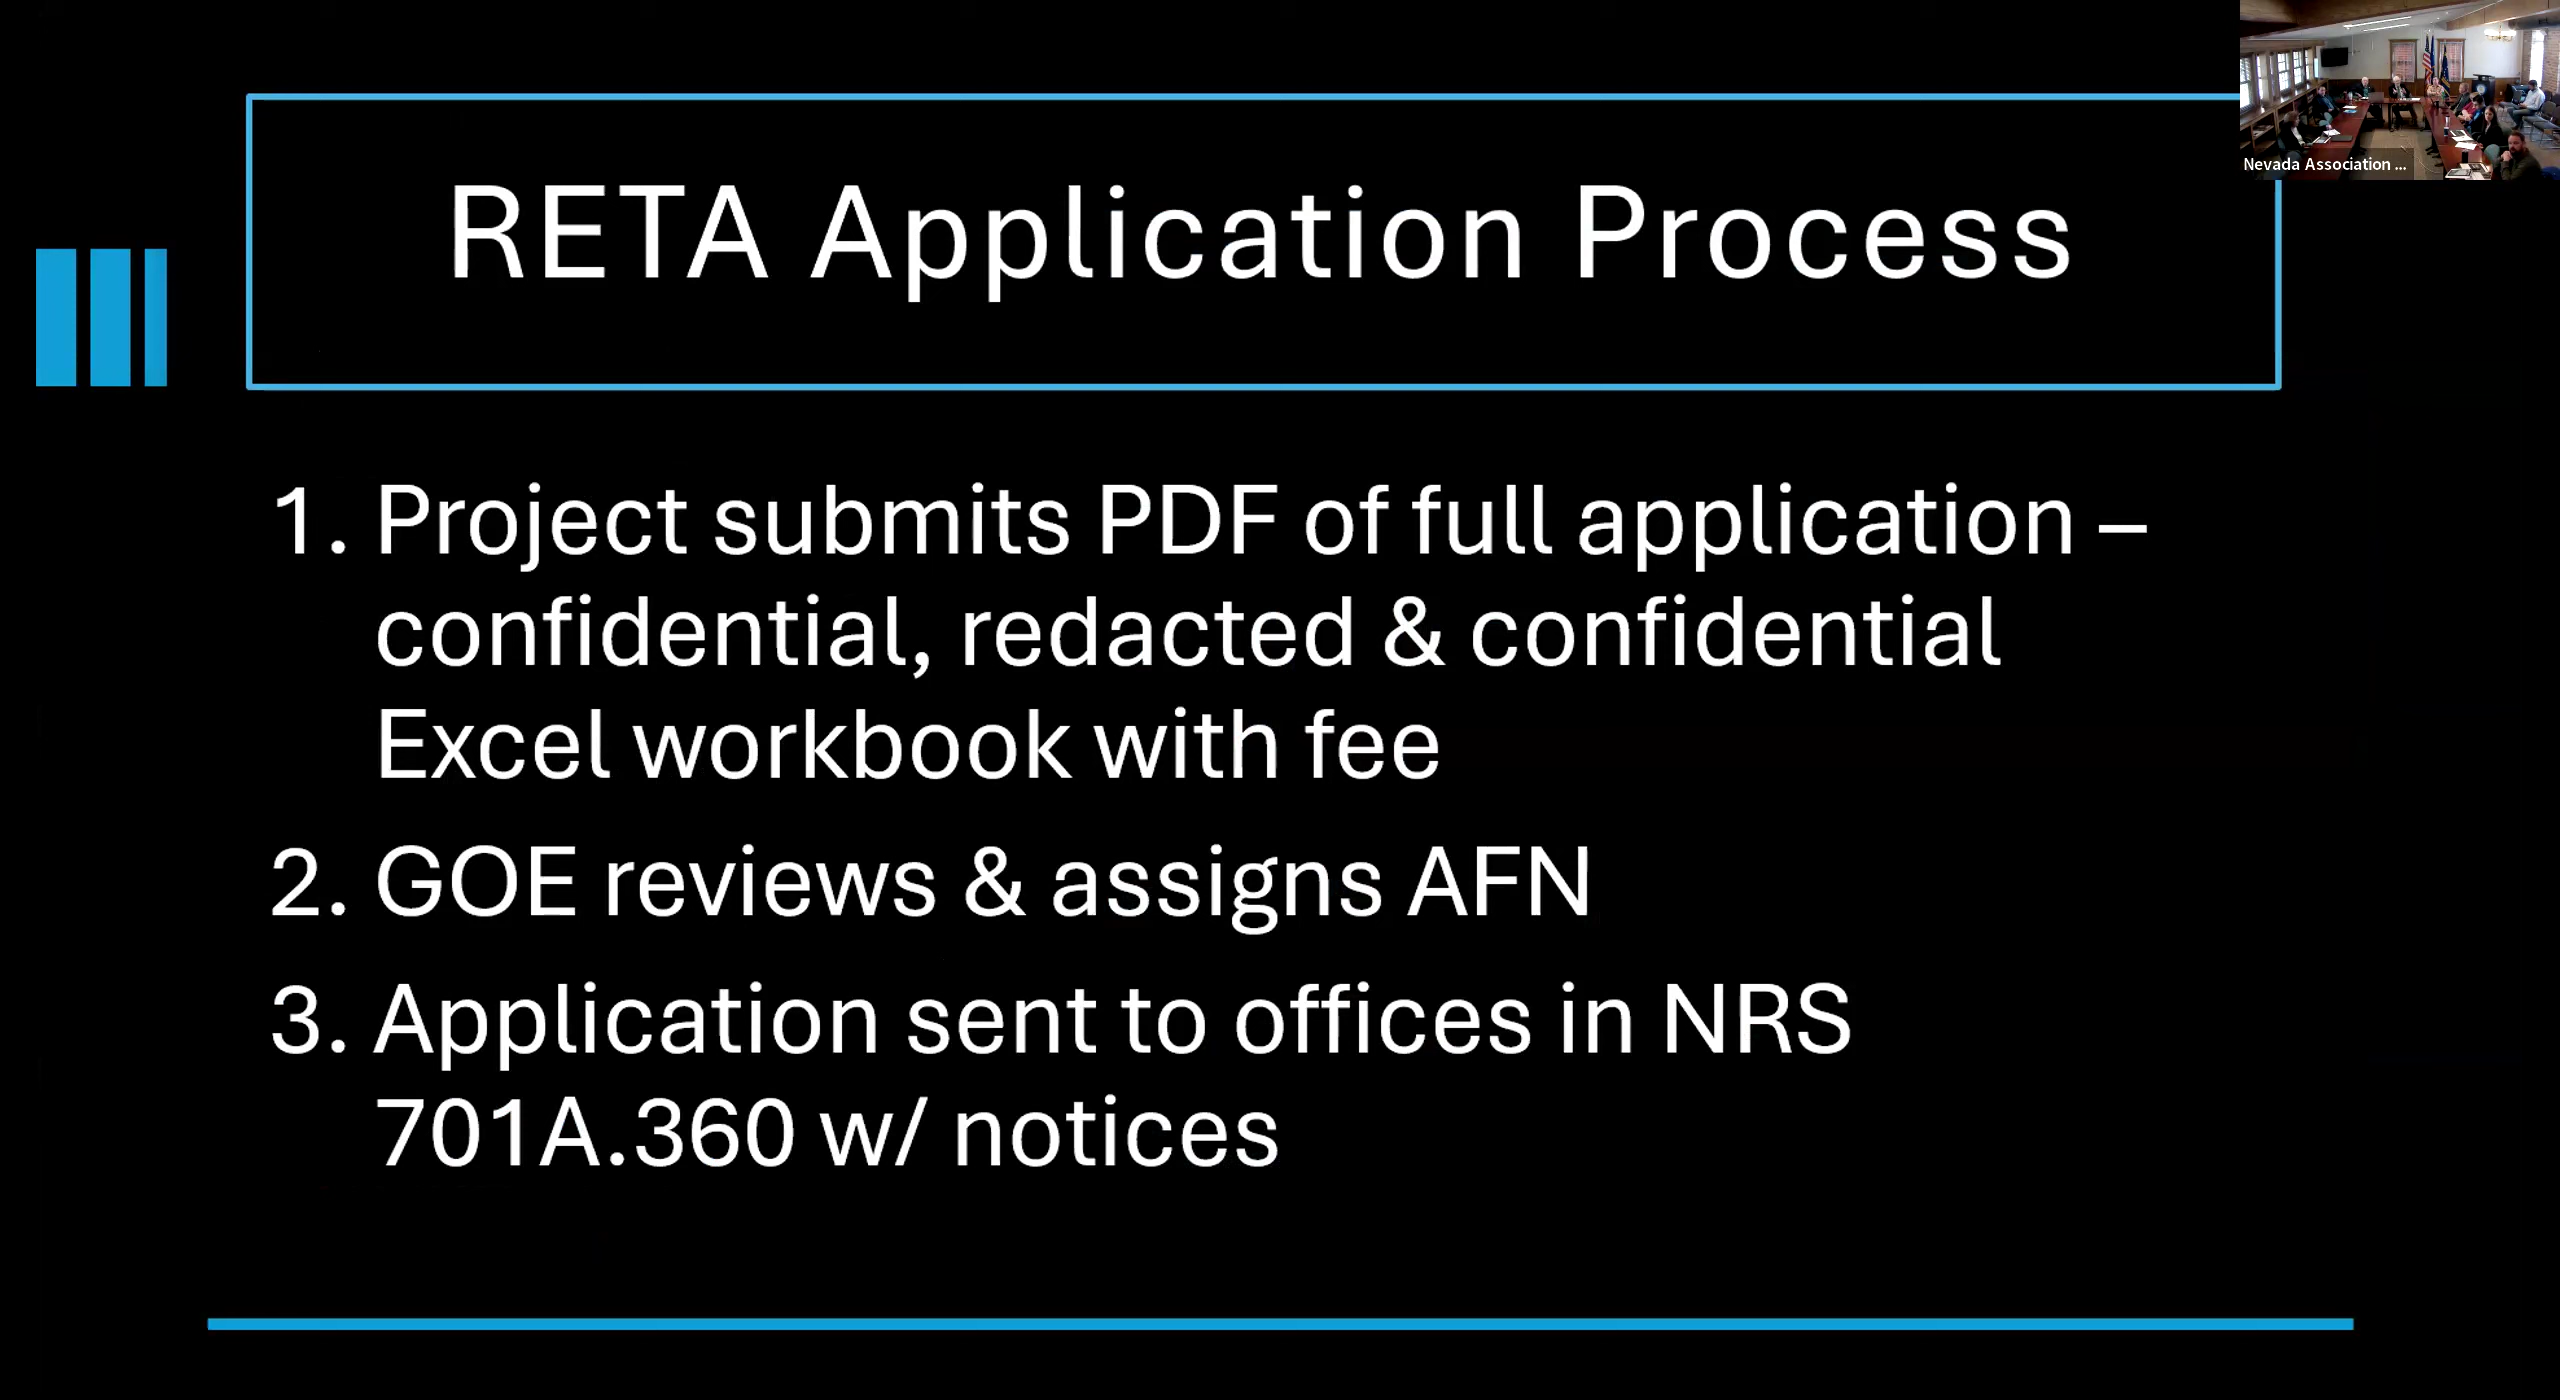 Nevada Association ...
RETA Application Process
1. Project submits PDF of full application –
confidential, redacted & confidential
Excel workbook with fee
2. GOE reviews & assigns AFN
3. Application sent to offices in NRS
701A.360 w/ notices